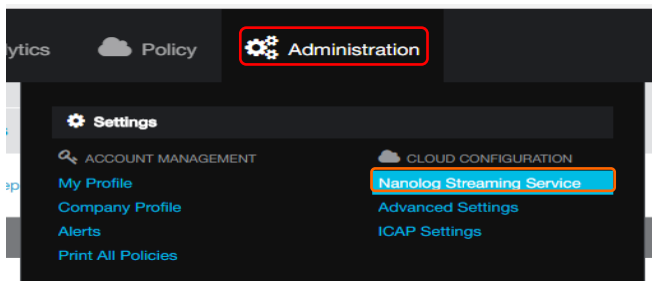 ytics Policy Administration
Settings
ACCOUNT MANAGEMENT CLOUD CONFIGURATION
My Profile Nanolog Streaming Service
Company Profile Advanced Settings
Alerts ICAP Settings
Print All Policies
s
ep